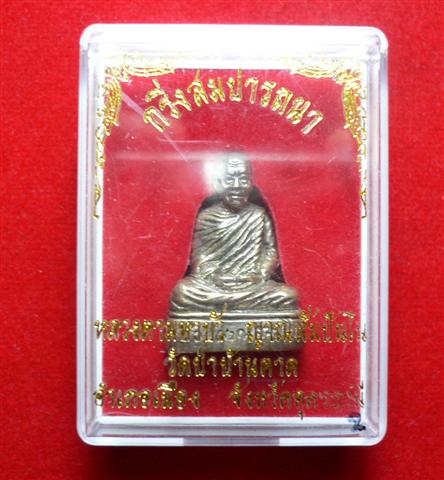 กริ่งสมปรารถนา
หลวงตามหาบัว ญาณสัมปันโน
วัดป่าบ้านตาด
อำเภอเมือง จังหวัดอุดรธานี